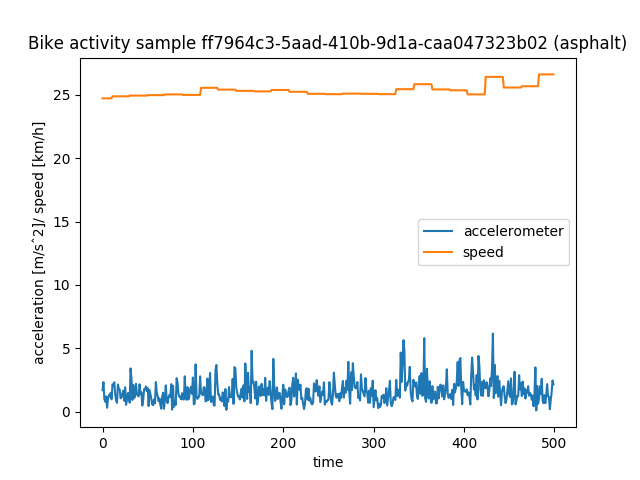 Bike activity sample ff7964c3-5aad-410b-9d1a-caa047323b02 (asphalt)
acceleration [m/s^2]/ speed [km/h]
25
20
15
10
5
0
accelerometer
speed
0 100 200 300 400 500
time